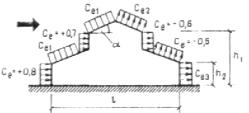 Ce1
Ce2
Ce=-0,6
Ce=+0,7
α
Ce1
Ce=-0,5
h1
h2
Ce=+0,8
Ce3
l